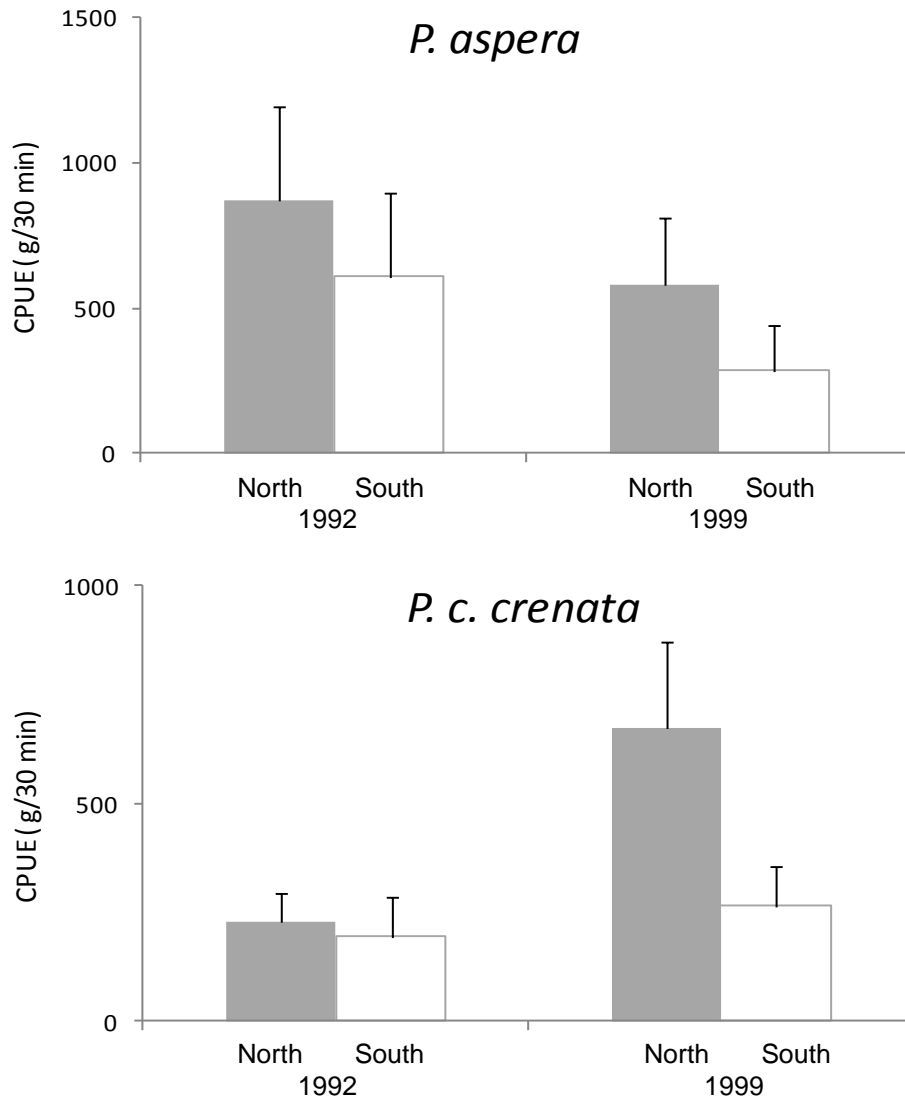 P. aspera
1500
1000
500
0
CPUE ( g/30 min)
North South North South
1992 1999
P. c. crenata
1000
500
0
CPUE ( g/30 min)
North South North South
1992 1999